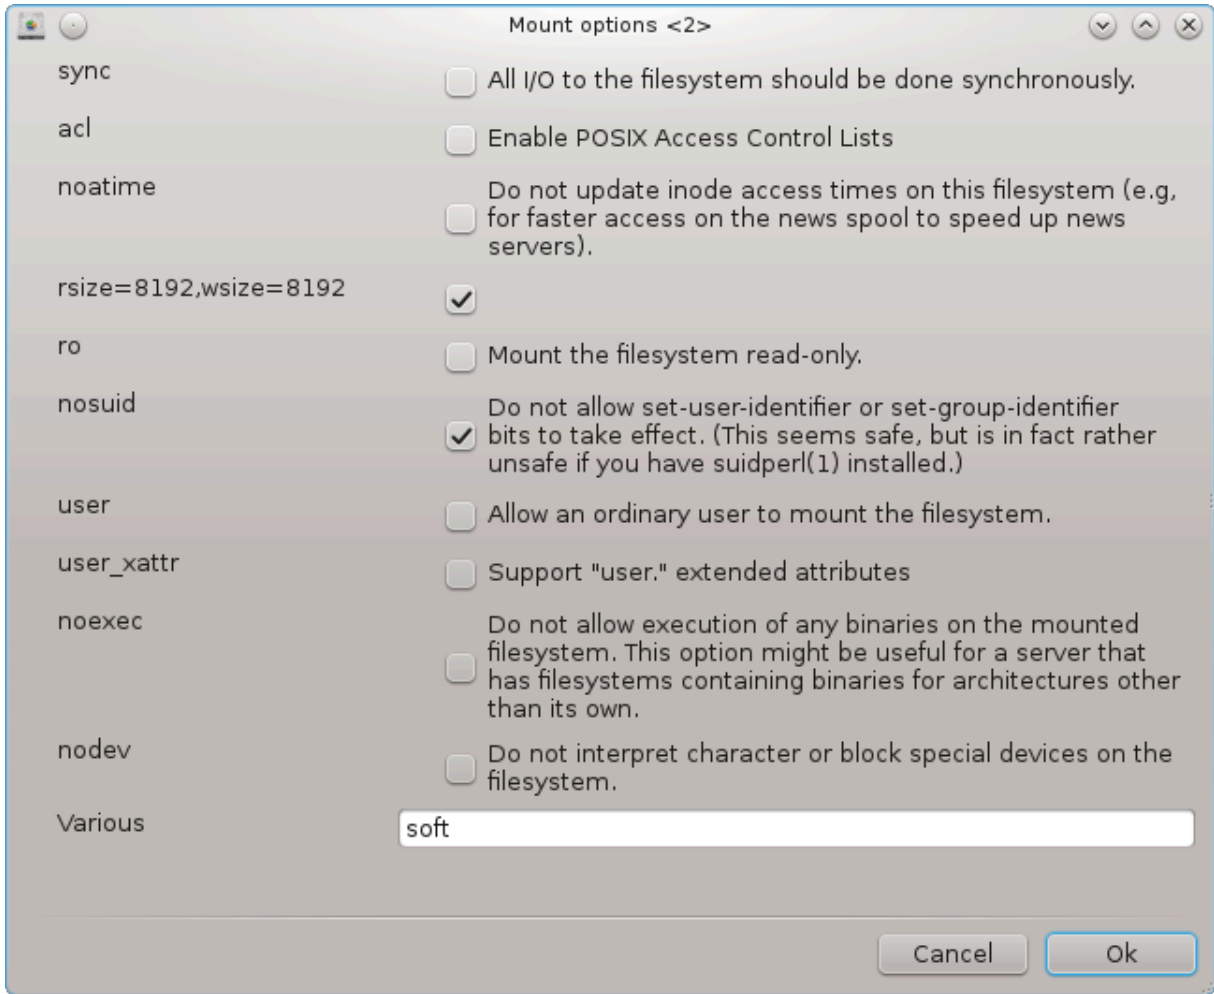 Mount options <2>
sync
All I/O to the filesystem should be done synchronously.
acl
Enable POSIX Access Control Lists
noatime
Do not update inode access times on this filesystem (e.g,
for faster access on the news spool to speed up news
servers).
rsize=8192,wsize=8192
ro
Mount the filesystem read-only.
nosuid
Do not allow set-user-identifier or set-group-identifier
bits to take effect. (This seems safe, but is in fact rather
unsafe if you have suidperl(1) installed.)
user
Allow an ordinary user to mount the filesystem.
user_xattr
Support "user." extended attributes
noexec
Do not allow execution of any binaries on the mounted
filesystem. This option might be useful for a server that
has filesystems containing binaries for architectures other
than its own.
nodev
Do not interpret character or block special devices on the
filesystem.
Various
soft
Cancel
Ok